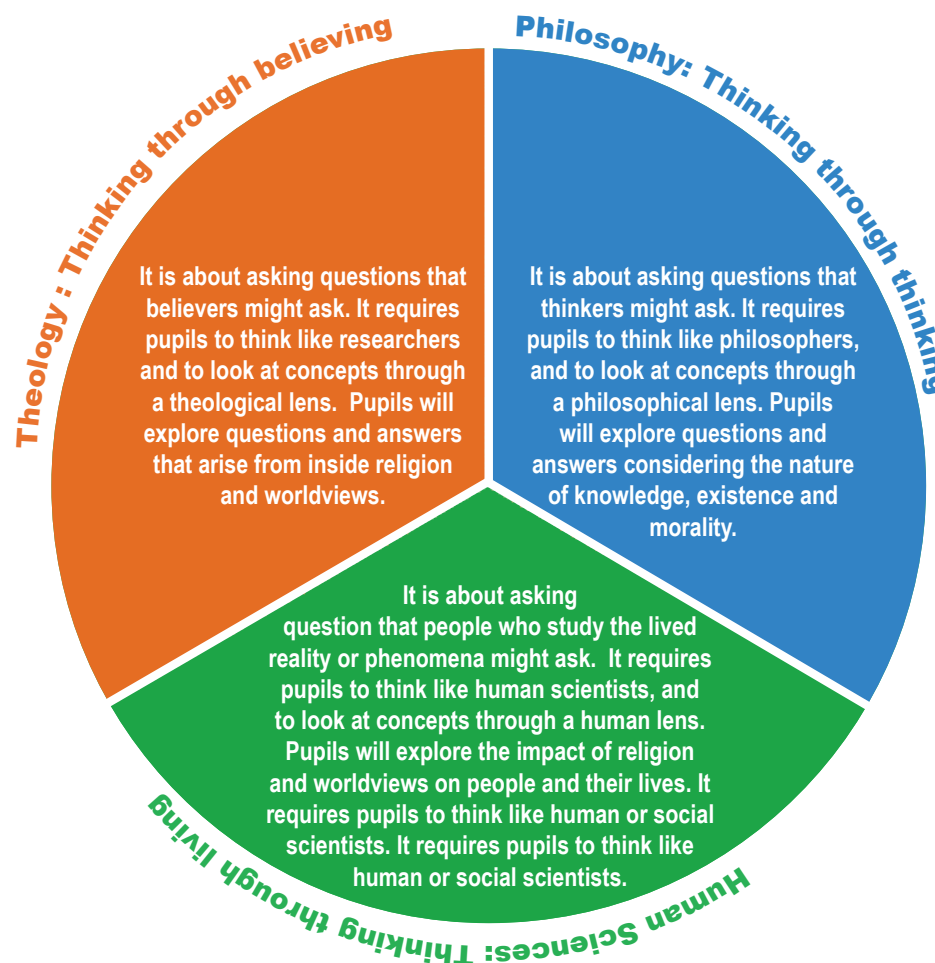 Theology : Thinking through believing
It is about asking questions that
believers might ask. It requires
pupils to think like researchers
and to look at concepts through
a theological lens.  Pupils will
explore questions and answers
that arise from inside religion
and worldviews.
Philosophy: Thinking through thinking
It is about asking questions that
thinkers might ask. It requires
pupils to think like philosophers,
and to look at concepts through
a philosophical lens. Pupils
will explore questions and
answers considering the nature
of knowledge, existence and
morality.
It is about asking
question that people who study the lived
reality or phenomena might ask.  It requires
pupils to think like human scientists, and
to look at concepts through a human lens.
Pupils will explore the impact of religion
and worldviews on people and their lives. It
requires pupils to think like human or social
scientists. It requires pupils to think like
human or social scientists.
Human Sciences: Thinking through living